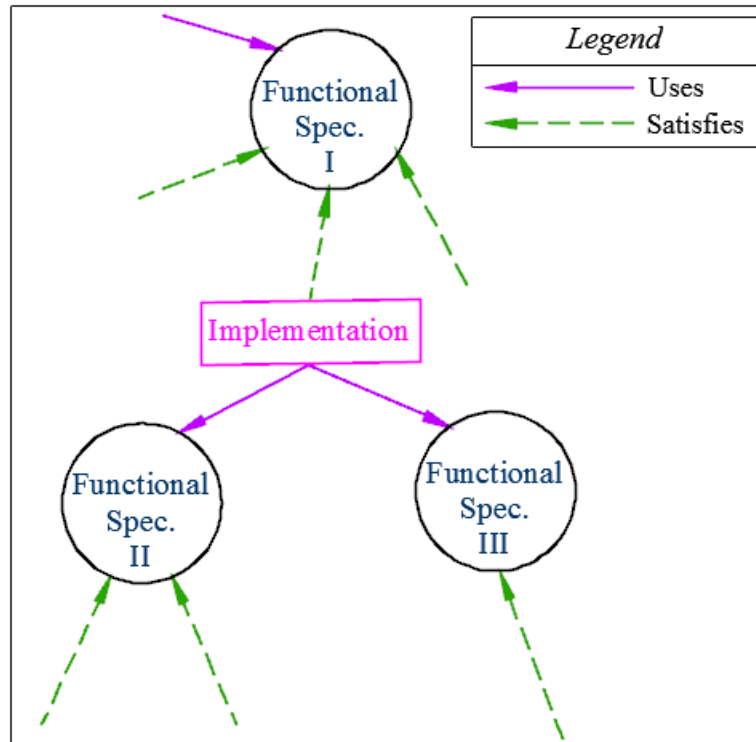 Legend
Uses
Satisfies
Functional
Spec.
I
Implementation
Functional
Spec.
II
Functional
Spec.
III